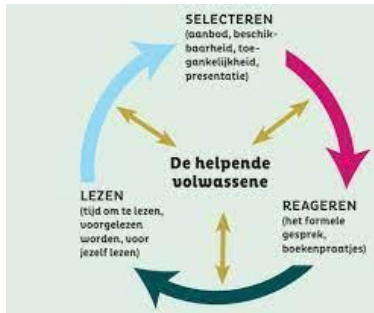 SELECTEREN
(aanbod, beschik-
baarheid, toe-
gankelijkheid,
presentatie)
De helpende
volwassene
LEZEN
(tijd om te lezen,
voorgelezen
worden, voor
jezelf lezen)
REAGEREN
(het formele
gesprek,
boekenpraatjes)